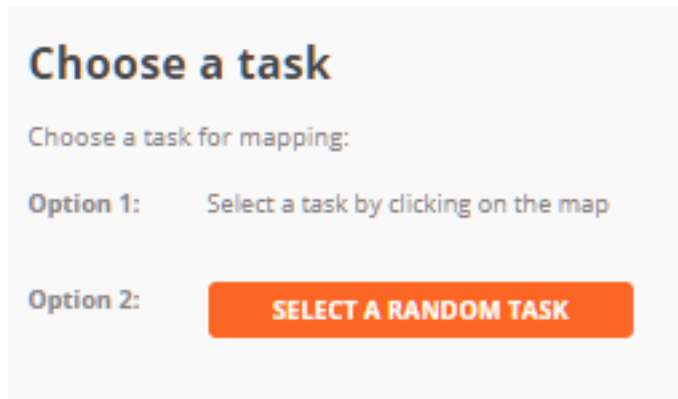 Choose a task
Choose a task for mapping:
Option 1: Select a task by clicking on the map
Option 2: SELECT A RANDOM TASK